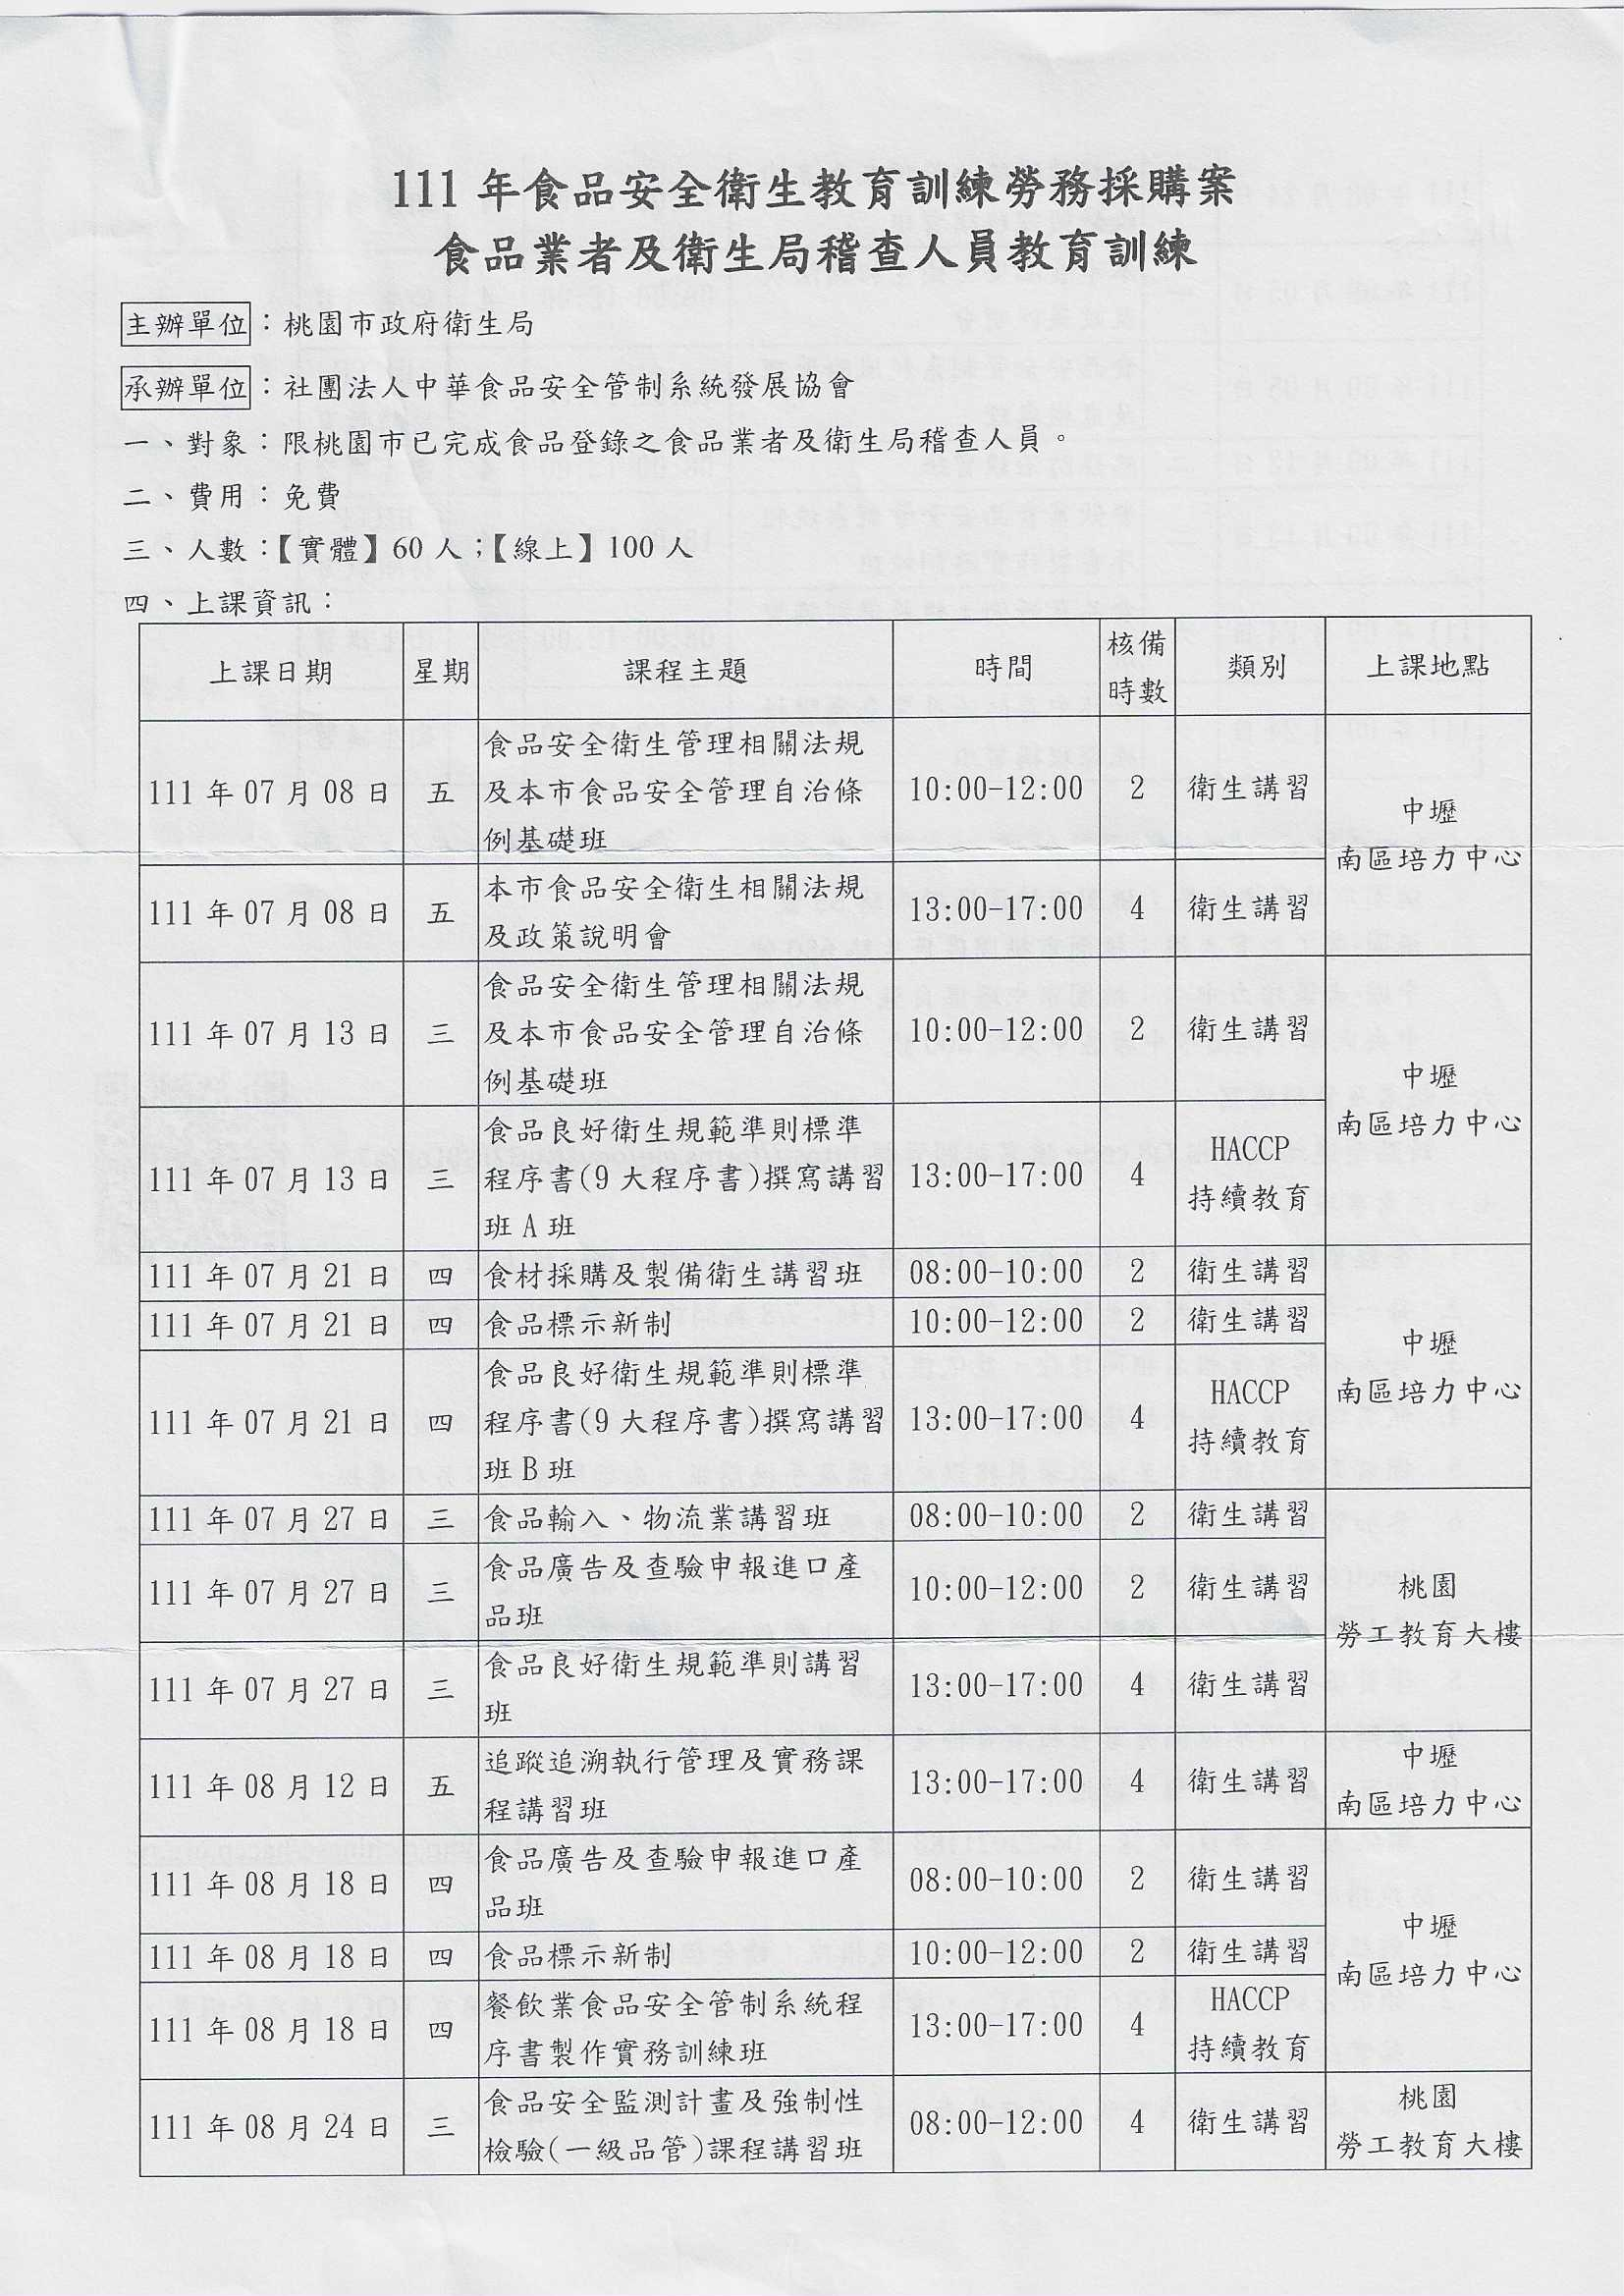 111 年食品安全衛生教育訓練勞務採購案
食品業者及衛生局稽查人員教育訓練
主辦單位：桃園市政府衛生局
承辦單位：社團法人中華食品安全管制系統發展協會
一、對象：限桃園市已完成食品登錄之食品業者及衛生局稽查人員。
二、費用：免費
三、人數：【實體】60 人；【線上】100 人
四、上課資訊：
上課日期 星期 課程主題 時間 核備時數 類別 上課地點
111 年 07 月 08 日 五 食品安全衛生管理相關法規及本市食品安全管理自治條例基礎班 10:00-12:00 2 衛生講習 中壢南區培力中心
111 年 07 月 08 日 五 本市食品安全衛生相關法規及政策說明會 13:00-17:00 4 衛生講習
111 年 07 月 13 日 三 食品安全衛生管理相關法規及本市食品安全管理自治條例基礎班 10:00-12:00 2 衛生講習 中壢南區培力中心
111 年 07 月 13 日 三 食品良好衛生規範準則標準程序書(9 大程序書)撰寫講習班 A 班 13:00-17:00 4 HACCP 持續教育
111 年 07 月 21 日 四 食材採購及製備衛生講習班 08:00-10:00 2 衛生講習 中壢南區培力中心
111 年 07 月 21 日 四 食品標示新制 10:00-12:00 2 衛生講習
111 年 07 月 21 日 四 食品良好衛生規範準則標準程序書(9 大程序書)撰寫講習班 B 班 13:00-17:00 4 HACCP 持續教育
111 年 07 月 27 日 三 食品輸入、物流業講習班 08:00-10:00 2 衛生講習 桃園勞工教育大樓
111 年 07 月 27 日 三 食品廣告及查驗申報進口產品班 10:00-12:00 2 衛生講習
111 年 07 月 27 日 三 食品良好衛生規範準則講習班 13:00-17:00 4 衛生講習
111 年 08 月 12 日 五 追蹤追溯執行管理及實務課程講習班 13:00-17:00 4 衛生講習 中壢南區培力中心
111 年 08 月 18 日 四 食品廣告及查驗申報進口產品班 08:00-10:00 2 衛生講習 中壢南區培力中心
111 年 08 月 18 日 四 食品標示新制 10:00-12:00 2 衛生講習
111 年 08 月 18 日 四 餐飲業食品安全管制系統程序書製作實務訓練班 13:00-17:00 4 HACCP 持續教育
111 年 08 月 24 日 三 食品安全監測計畫及強制性檢驗(一級品管)課程講習班 08:00-12:00 4 衛生講習 桃園勞工教育大樓